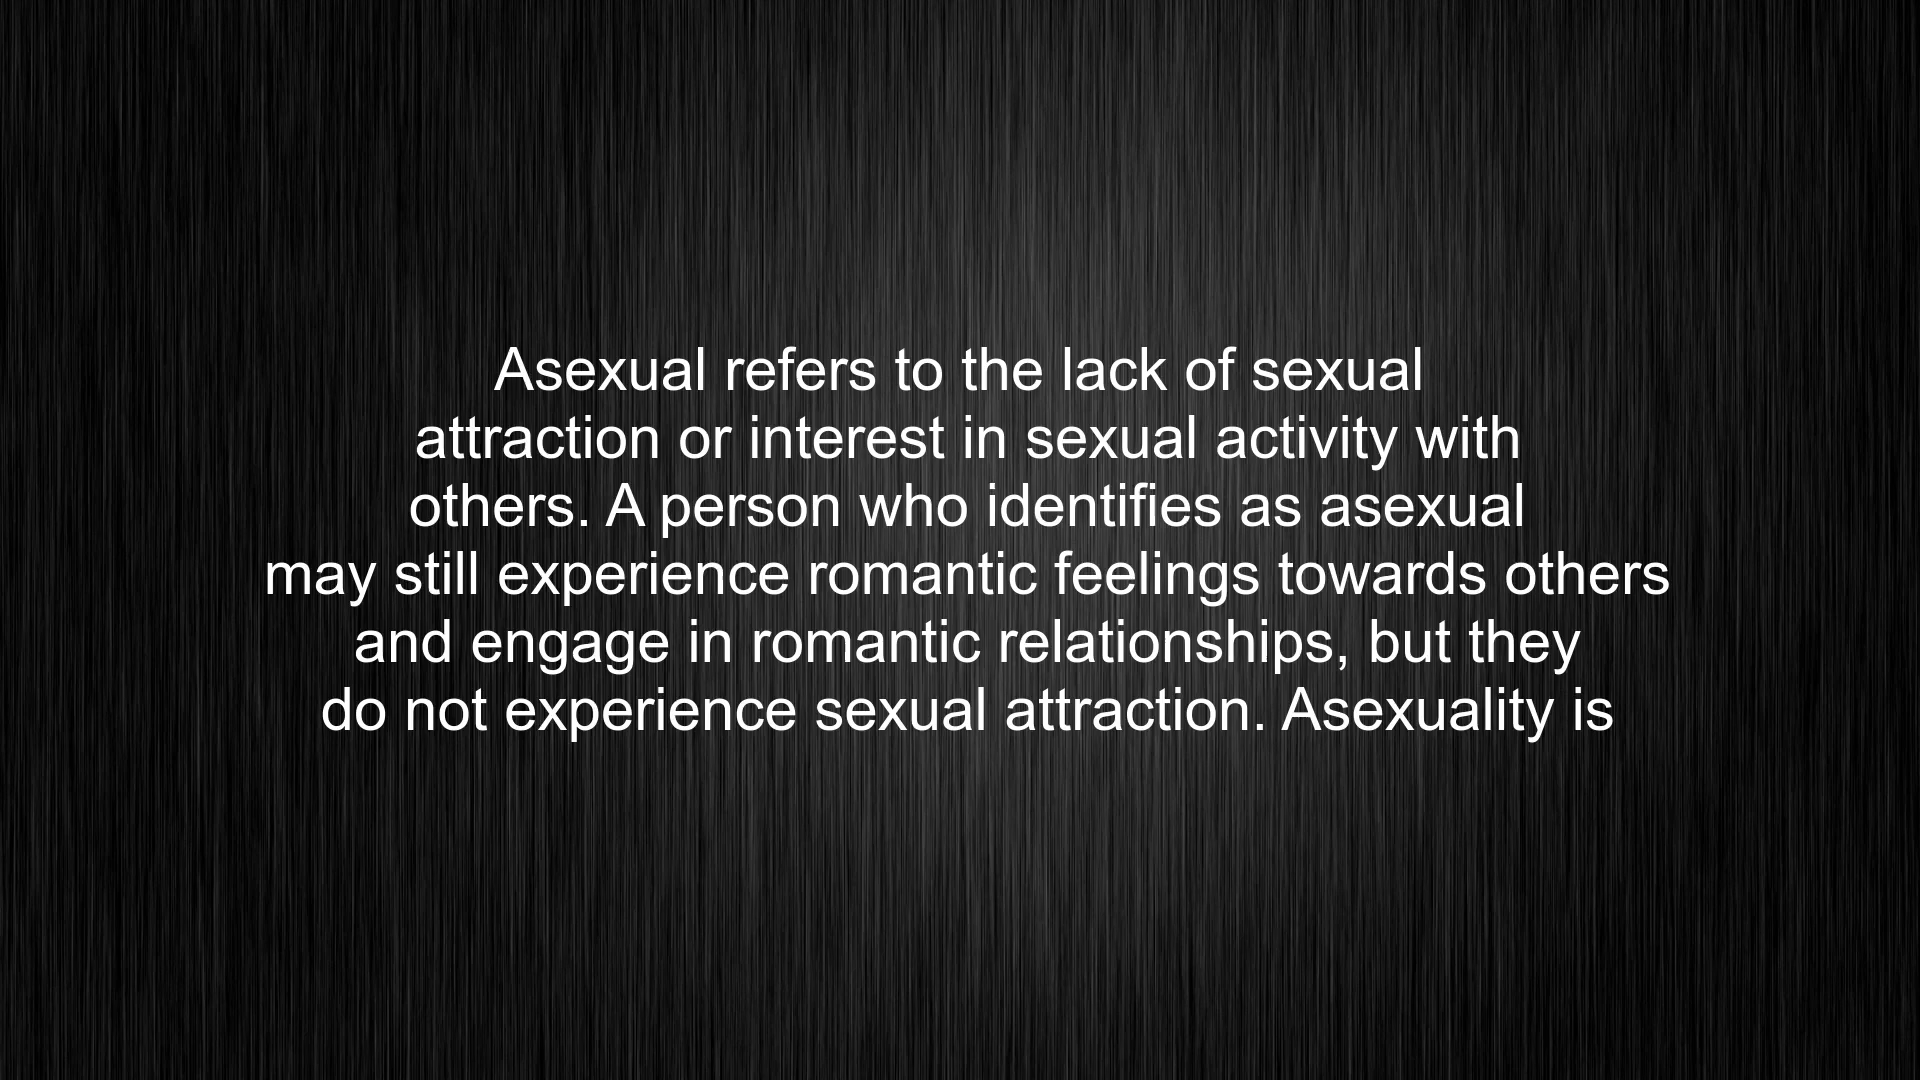 Asexual refers to the lack of sexual
attraction or interest in sexual activity with
others. A person who identifies as asexual
may still experience romantic feelings towards others
and engage in romantic relationships, but they
do not experience sexual attraction. Asexuality is